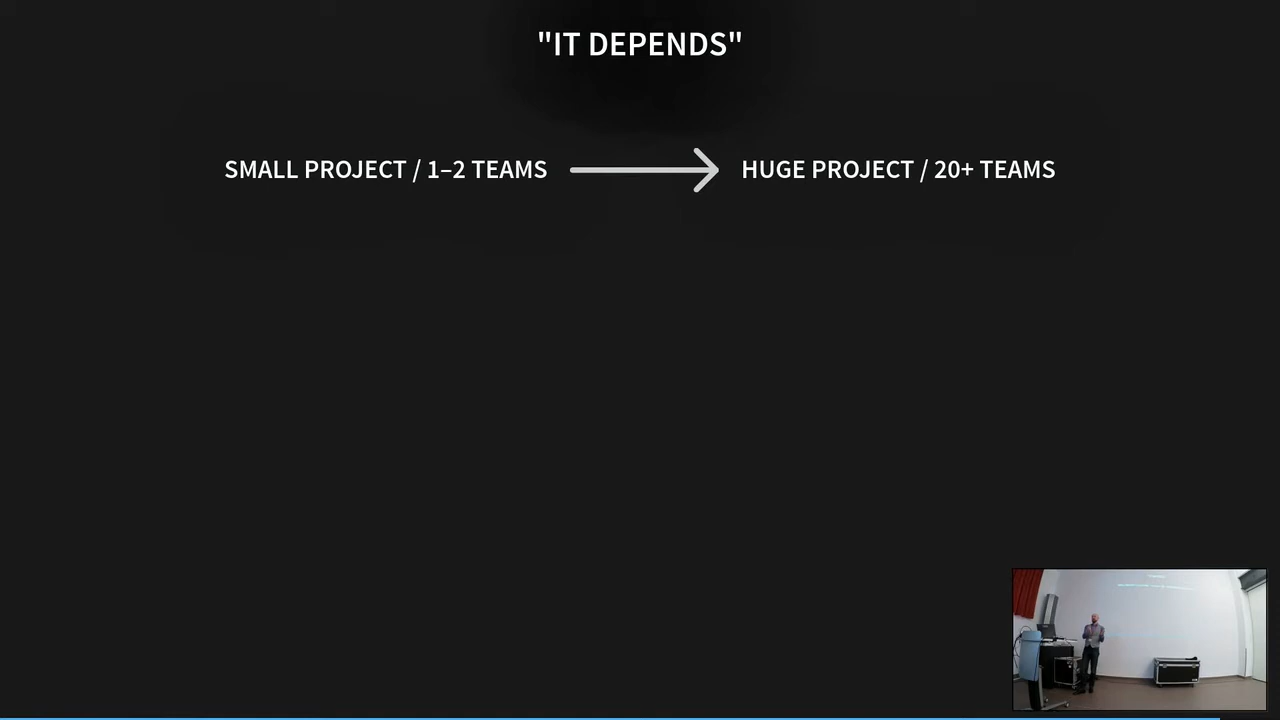 "IT DEPENDS"
SMALL PROJECT / 1–2 TEAMS
HUGE PROJECT / 20+ TEAMS